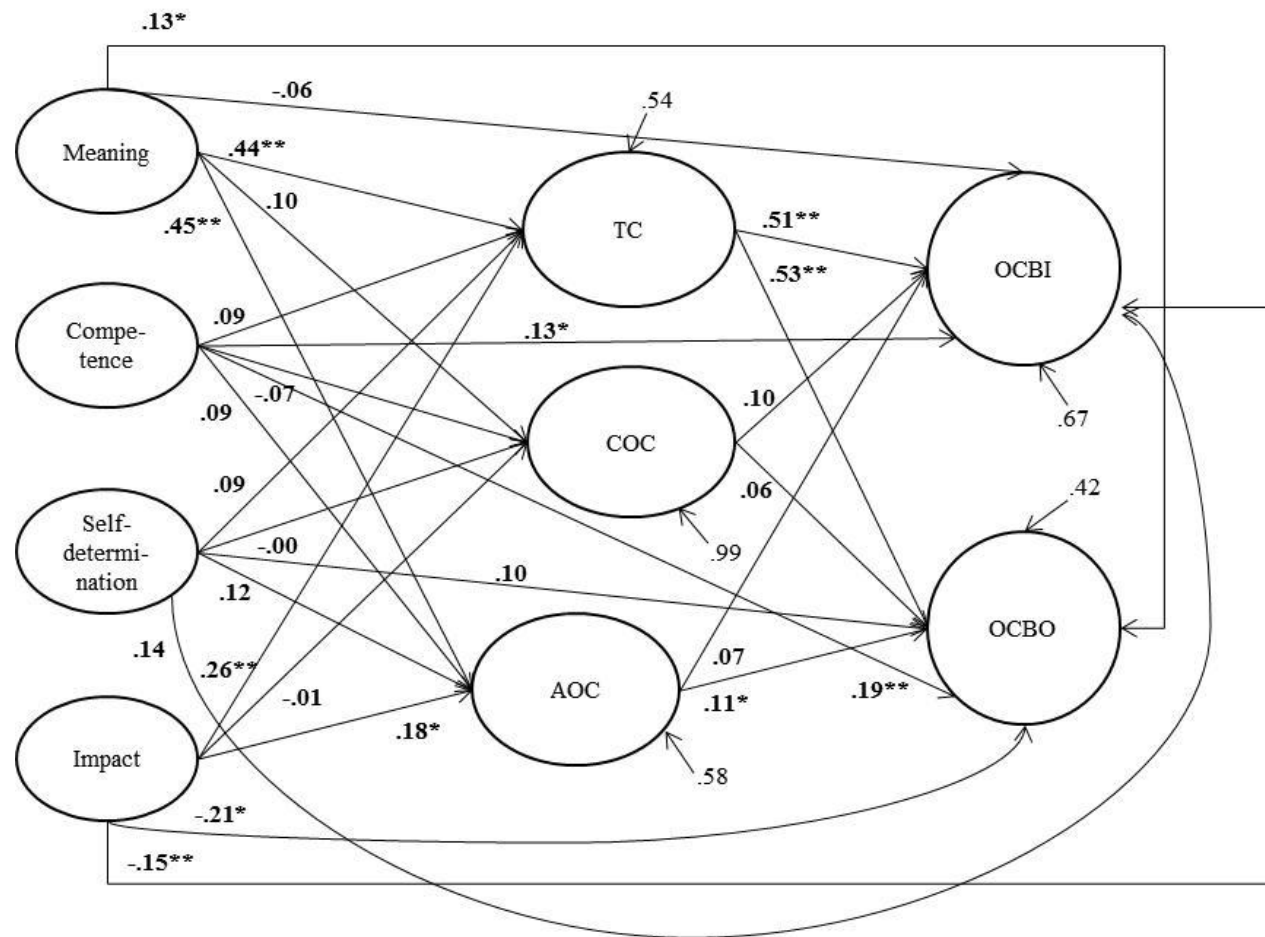 .13*
-.06
.54
Meaning
.44**
.10
.45**
TC
.51**
.53**
OCBI
Compe-
tence
.09
.13*
-.07
.09
.10
COC
.67
.09
.06
.42
Self-
determi-
nation
-.00
.99
.12
.10
OCBO
.14
.26**
.07
AOC
-.01
.11*
.19**
.18*
Impact
.58
-.21*
-.15**